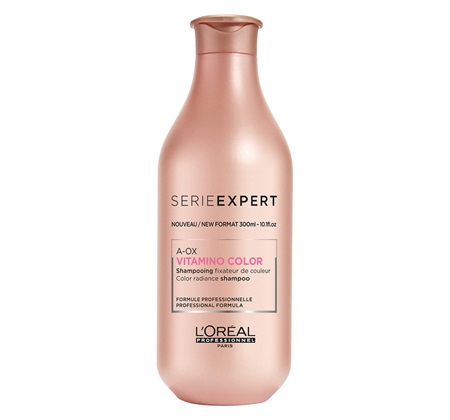 SERIEEXPERT
NOUVEAU / NEW FORMAT 300ml - 10.1fl.oz
A-OX
VITAMINO COLOR
Shampooing fixateur de couleur
Color radiance shampoo
FORMULE PROFESSIONNELLE
PROFESSIONAL FORMULA
L'ORÉAL
PROFESSIONNEL
PARIS